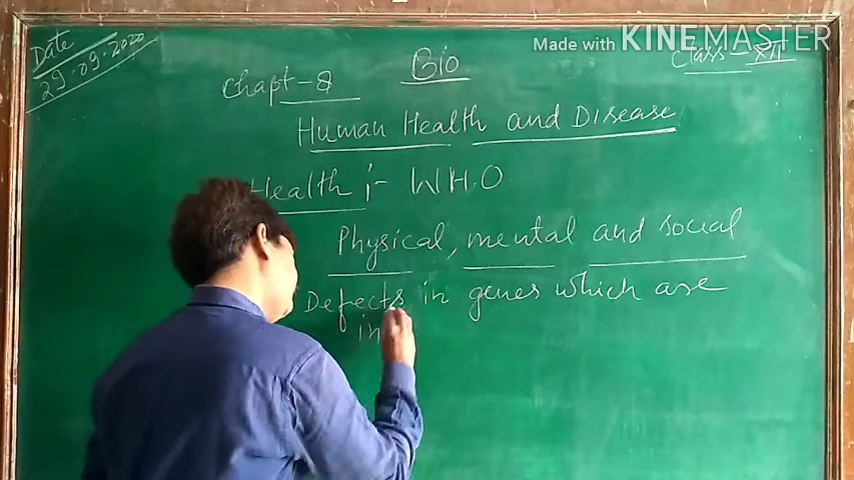 Date
29.09.2020
Made with KINEMASTER
Bio
Class - XII
Chapt - 8
Human Health and Disease
Health :- W.H.O
Physical, mental and social
Defects in genes which are
in